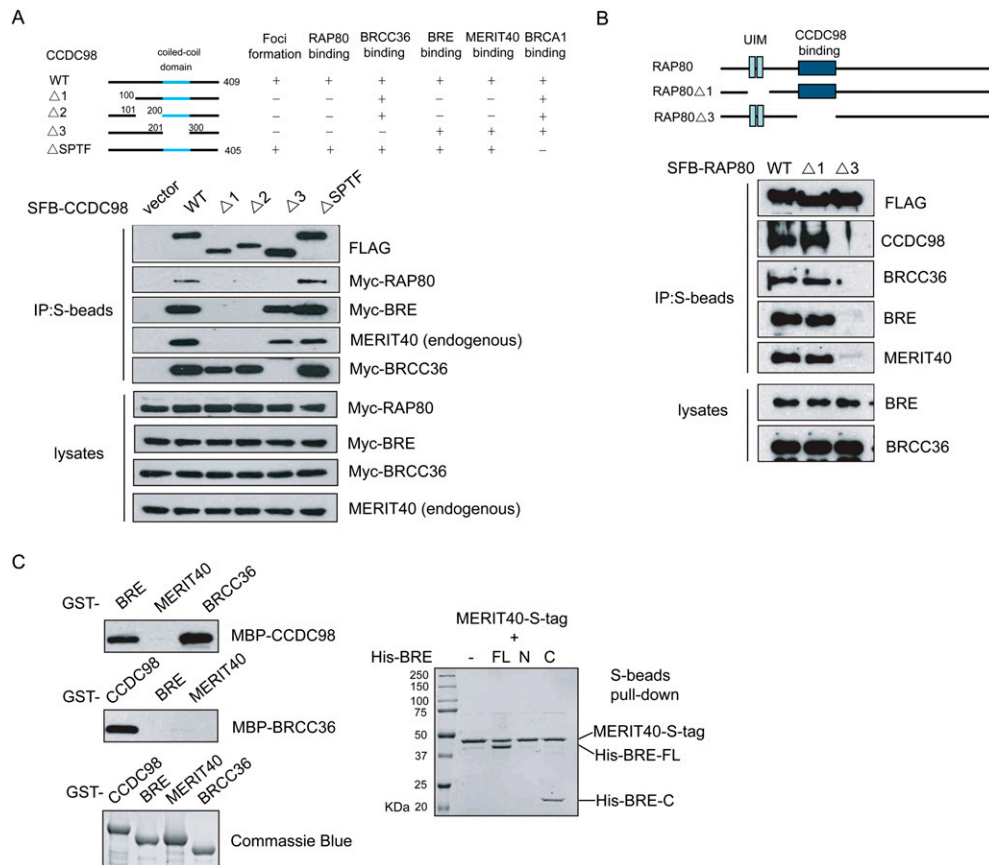 A
CCDC98
coiled-coil
domain
Foci
formation
RAP80
binding
BRCC36
binding
BRE
binding
MERIT40
binding
BRCA1
binding
WT 409 + + + + + +
△1 100 – – + – – +
△2 101 200 – – + – – +
△3 201 300 – – – + + +
△SPTF 405 + + + + + –
SFB-CCDC98 vector WT △1 △2 △3 △SPTF
IP:S-beads
FLAG
Myc-RAP80
Myc-BRE
MERIT40 (endogenous)
Myc-BRCC36
lysates
Myc-RAP80
Myc-BRE
Myc-BRCC36
MERIT40 (endogenous)
B
UIM
CCDC98
binding
RAP80
RAP80△1
RAP80△3
SFB-RAP80 WT △1 △3
IP:S-beads
FLAG
CCDC98
BRCC36
BRE
MERIT40
lysates
BRE
BRCC36
C
GST- BRE MERIT40 BRCC36
MBP-CCDC98
GST- CCDC98 BRE MERIT40
MBP-BRCC36
GST- CCDC98 BRE MERIT40 BRCC36
Commassie Blue
MERIT40-S-tag
+
His-BRE - FL N C
S-beads
pull-down
250
150
100
75
50
37
25
KDa 20
MERIT40-S-tag
His-BRE-FL
His-BRE-C